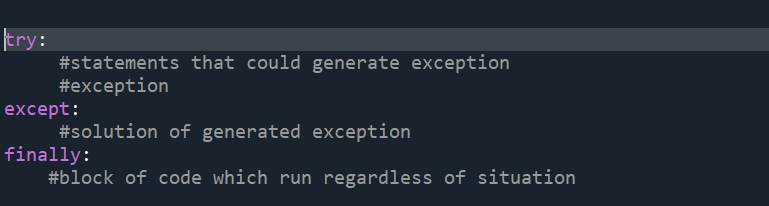 try:
#statements that could generate exception
#exception
except:
#solution of generated exception
finally:
#block of code which run regardless of situation